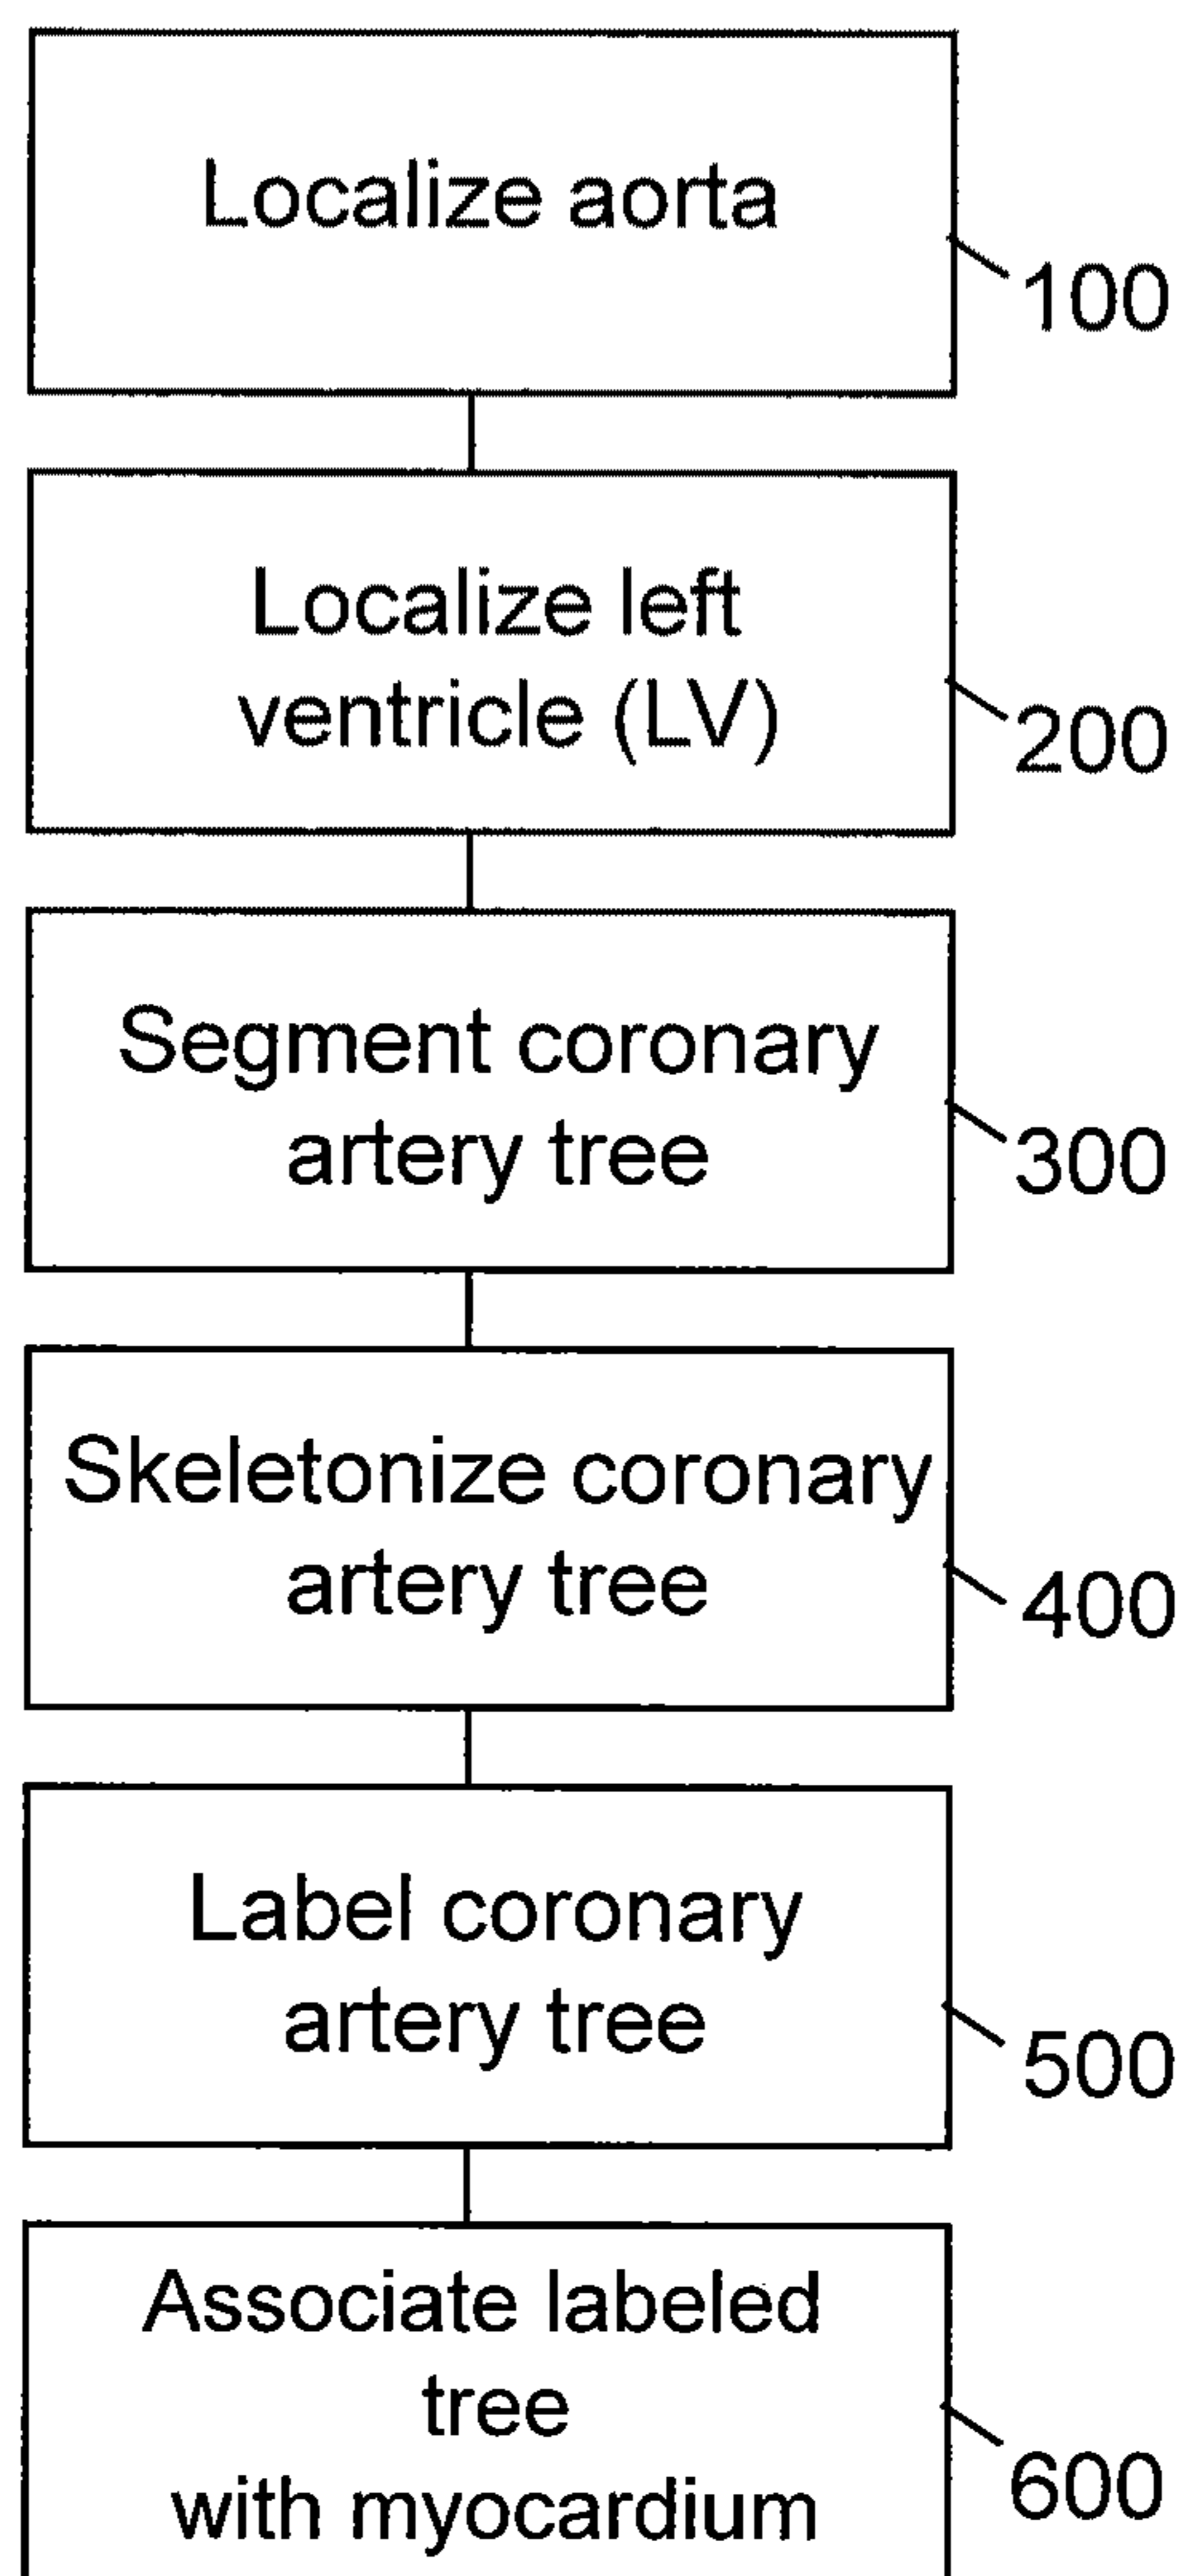 Localize aorta
100
Localize left
ventricle (LV)
200
Segment coronary
artery tree
300
Skeletonize coronary
artery tree
400
Label coronary
artery tree
500
Associate labeled
tree
with myocardium
600